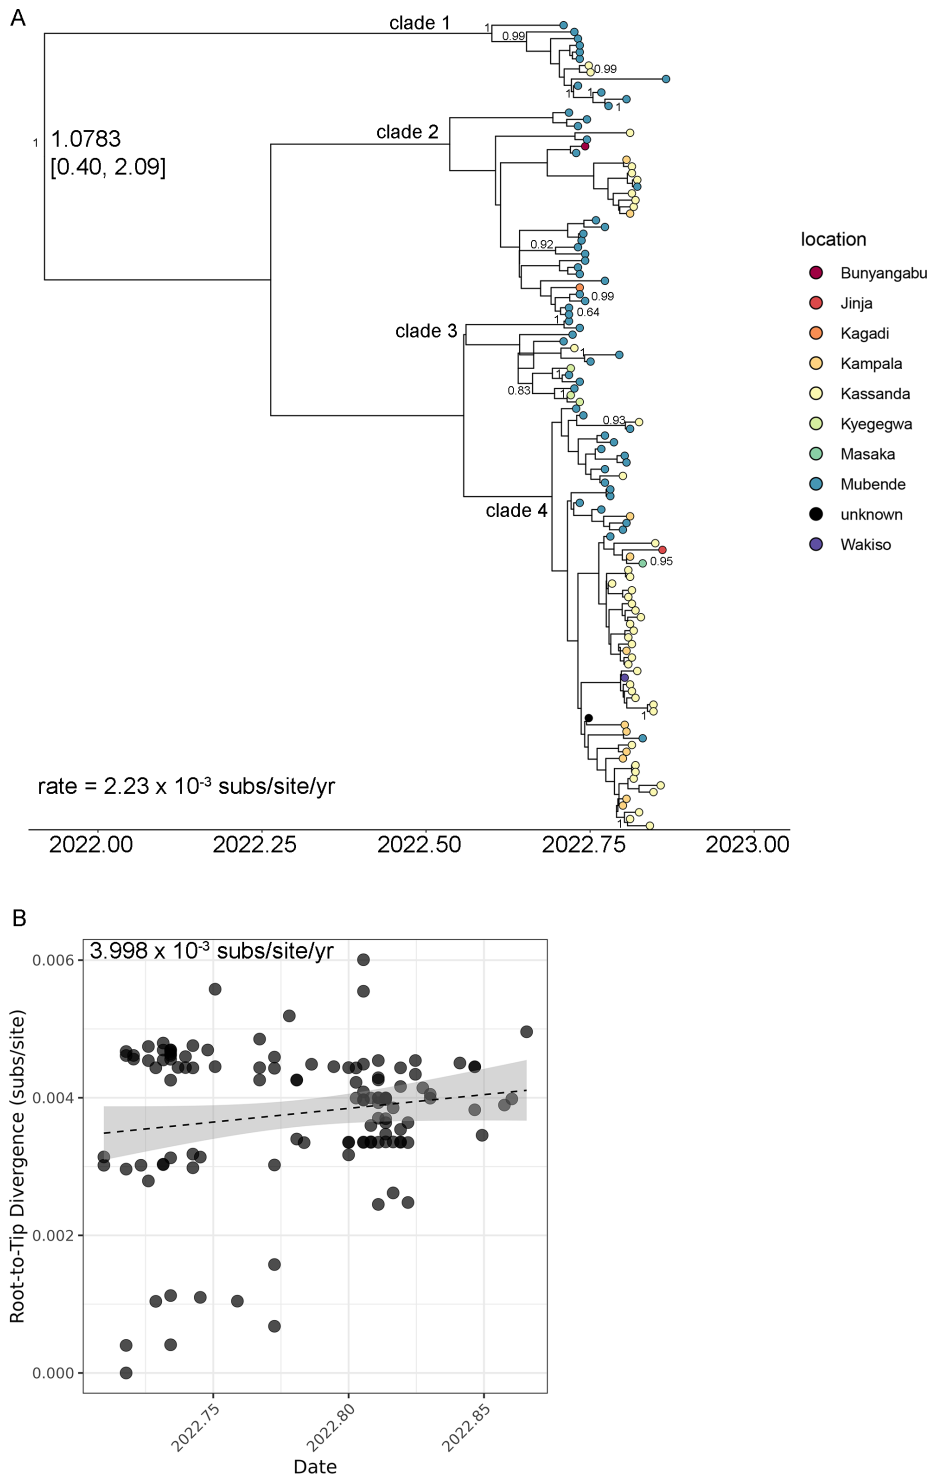 A
clade 1
1
0.99
0.99
1
1
1
clade 2
1
1.0783
[0.40, 2.09]
0.92
0.99
0.64
1
clade 3
1
1
0.83
1
0.93
clade 4
0.95
1
1
rate = 2.23 x 10-3 subs/site/yr
2022.00
2022.25
2022.50
2022.75
2023.00
location
Bunyangabu
Jinja
Kagadi
Kampala
Kassanda
Kyegegwa
Masaka
Mubende
unknown
Wakiso
B
3.998 x 10-3 subs/site/yr
Root-to-Tip Divergence (subs/site)
0.006
0.004
0.002
0.000
2022.75
2022.80
2022.85
Date